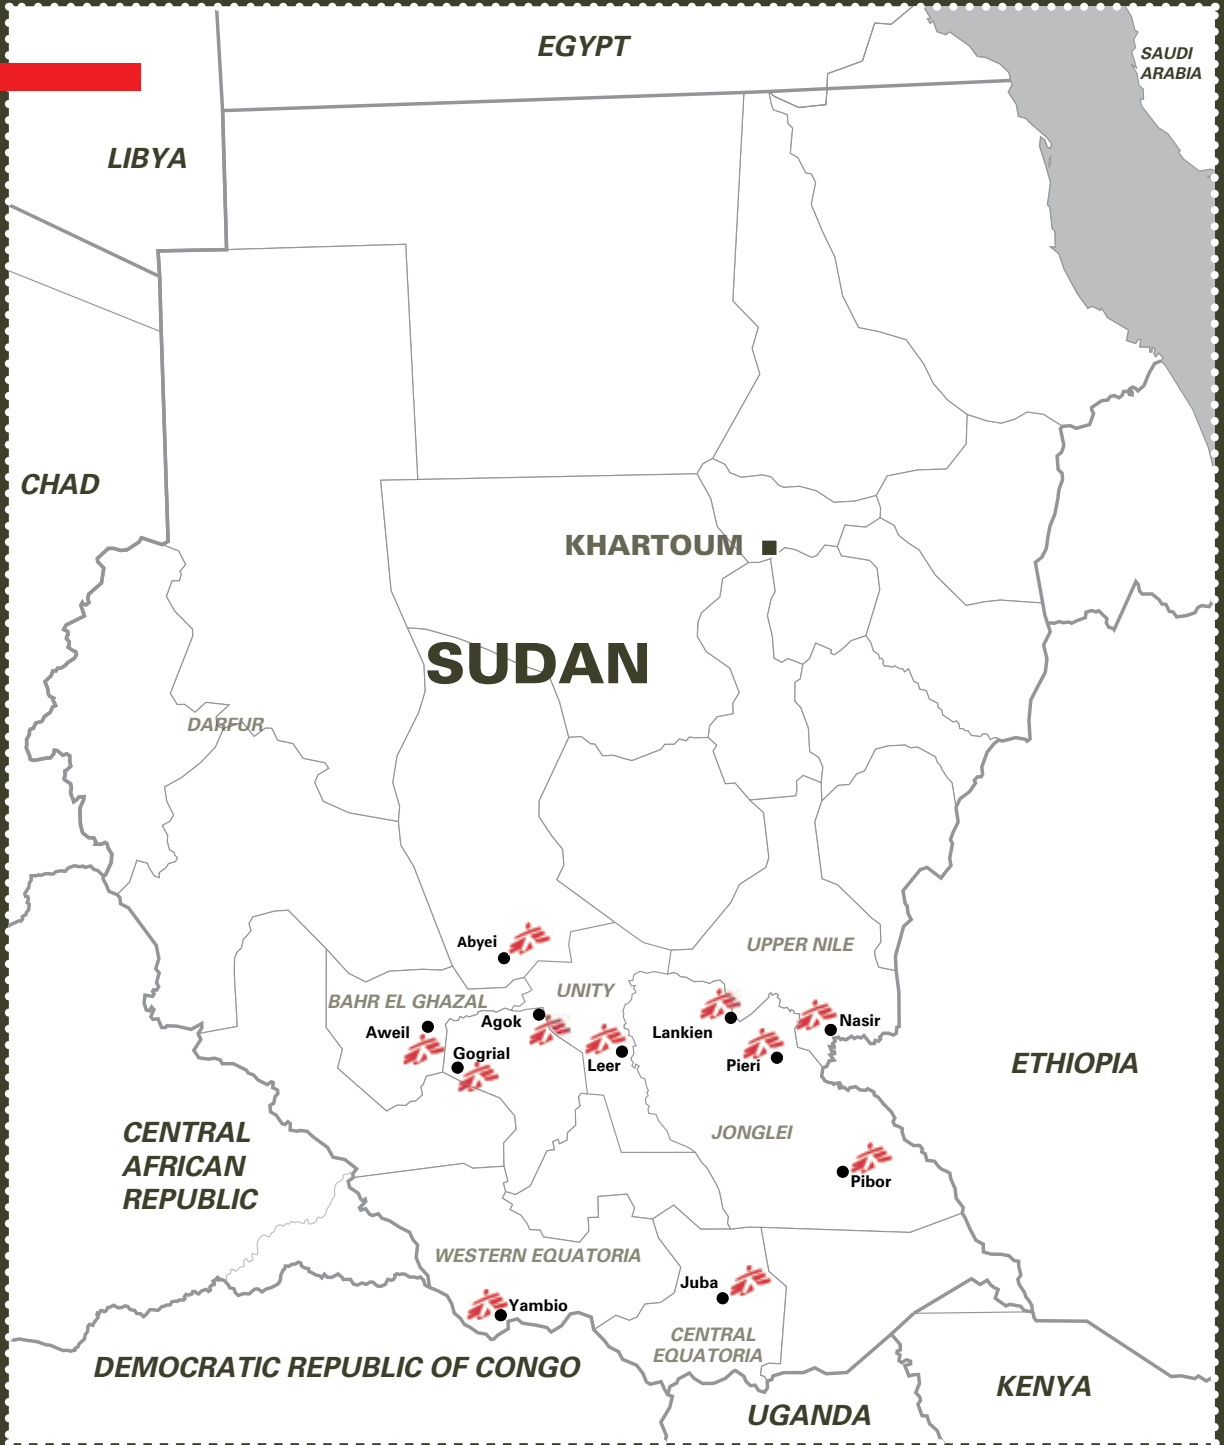 EGYPT
SAUDI
ARABIA
LIBYA
CHAD
KHARTOUM
SUDAN
DARFUR
Abyei
UPPER NILE
UNITY
BAHR EL GHAZAL
Agok
Nasir
Aweil
Lankien
Gogrial
Leer
Pieri
ETHIOPIA
JONGLEI
CENTRAL
AFRICAN
REPUBLIC
Pibor
WESTERN EQUATORIA
Juba
Yambio
CENTRAL
EQUATORIA
DEMOCRATIC REPUBLIC OF CONGO
KENYA
UGANDA